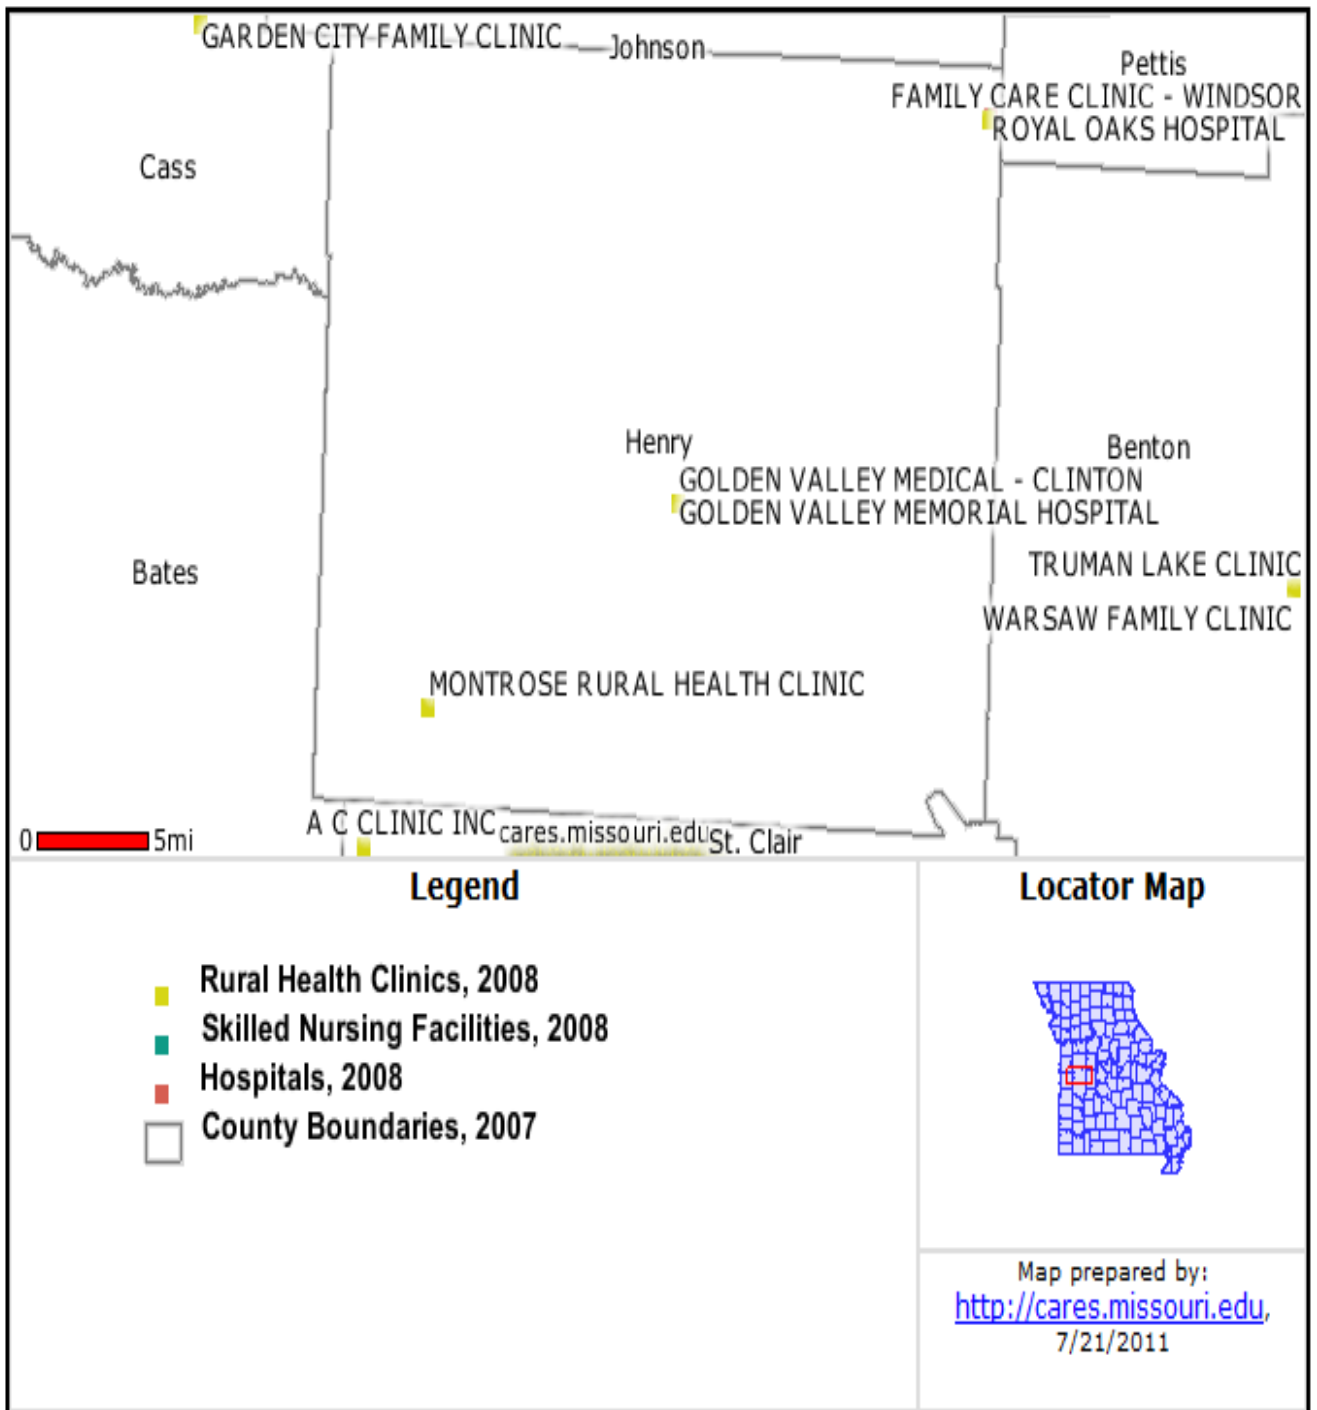 GARDEN CITY FAMILY CLINIC
Johnson
Pettis
FAMILY CARE CLINIC - WINDSOR
ROYAL OAKS HOSPITAL
Cass
Henry
Benton
GOLDEN VALLEY MEDICAL - CLINTON
GOLDEN VALLEY MEMORIAL HOSPITAL
TRUMAN LAKE CLINIC
Bates
WARSAW FAMILY CLINIC
MONTROSE RURAL HEALTH CLINIC
A C CLINIC INC
cares.missouri.edu
St. Clair
0 5mi
Legend
Rural Health Clinics, 2008
Skilled Nursing Facilities, 2008
Hospitals, 2008
County Boundaries, 2007
Locator Map
Map prepared by:
http://cares.missouri.edu,
7/21/2011